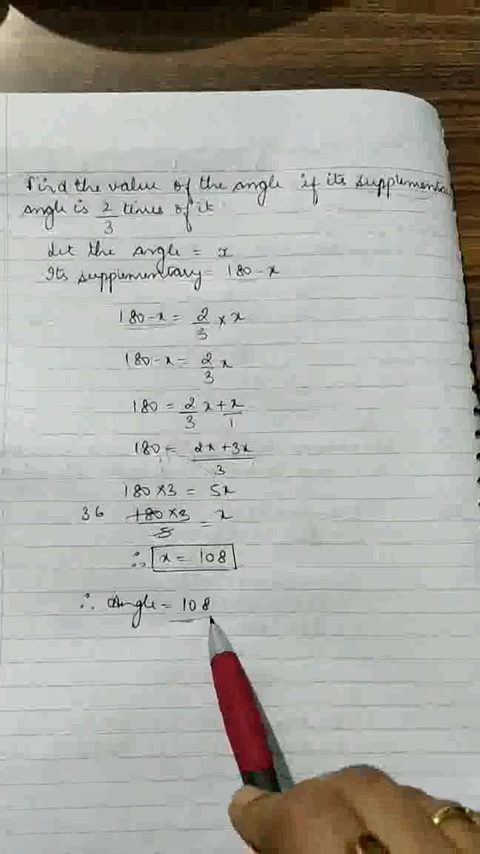 Find the value of the angle if its supplementa
angle is 2/3 times of it
Let the angle = x
Its supplementary = 180 - x
180 - x = 2/3 × x
180 - x = 2/3 x
180 = 2/3 x + x/1
180 = 2x + 3x / 3
180 × 3 = 5x
36 180 × 3 / 5 = x
∴ x = 108
∴ Angle = 108